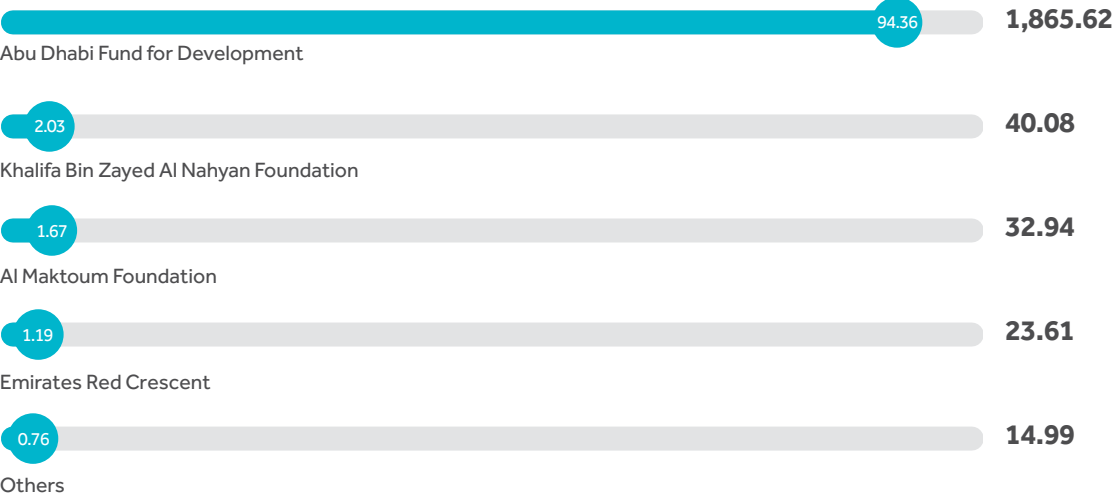 94.36 1,865.62
Abu Dhabi Fund for Development
2.03 40.08
Khalifa Bin Zayed Al Nahyan Foundation
1.67 32.94
Al Maktoum Foundation
1.19 23.61
Emirates Red Crescent
0.76 14.99
Others